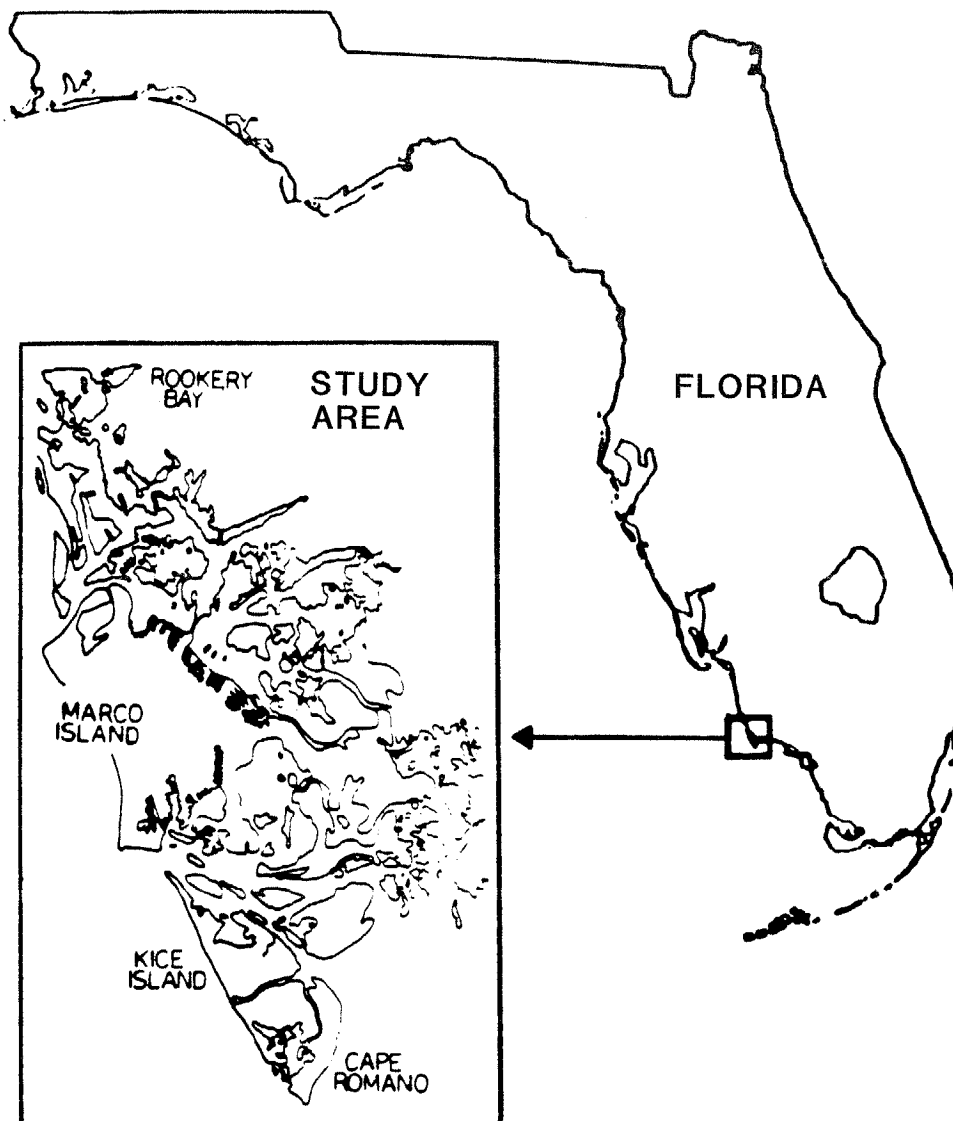 ROOKERY
BAY
STUDY
AREA
FLORIDA
MARCO
ISLAND
KICE
ISLAND
CAPE
ROMANO